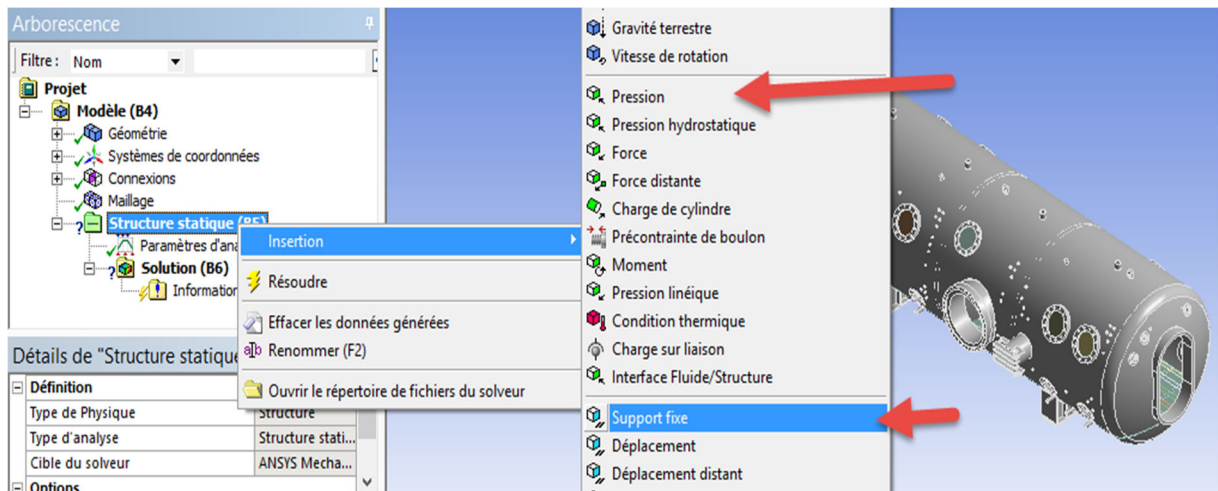 Arborescence
Filtre : Nom
Projet
Modèle (B4)
Géométrie
Systèmes de coordonnées
Connexions
Maillage
Structure statique (B5)
Paramètres d'ana
Solution (B6)
Information
Insertion
Résoudre
Effacer les données générées
Renommer (F2)
Ouvrir le répertoire de fichiers du solveur
Gravité terrestre
Vitesse de rotation
Pression
Pression hydrostatique
Force
Force distante
Charge de cylindre
Précontrainte de boulon
Moment
Pression linéique
Condition thermique
Charge sur liaison
Interface Fluide/Structure
Support fixe
Déplacement
Déplacement distant
Détails de "Structure statique
Définition
Type de Physique Structure
Type d'analyse Structure stati...
Cible du solveur ANSYS Mecha...
Options